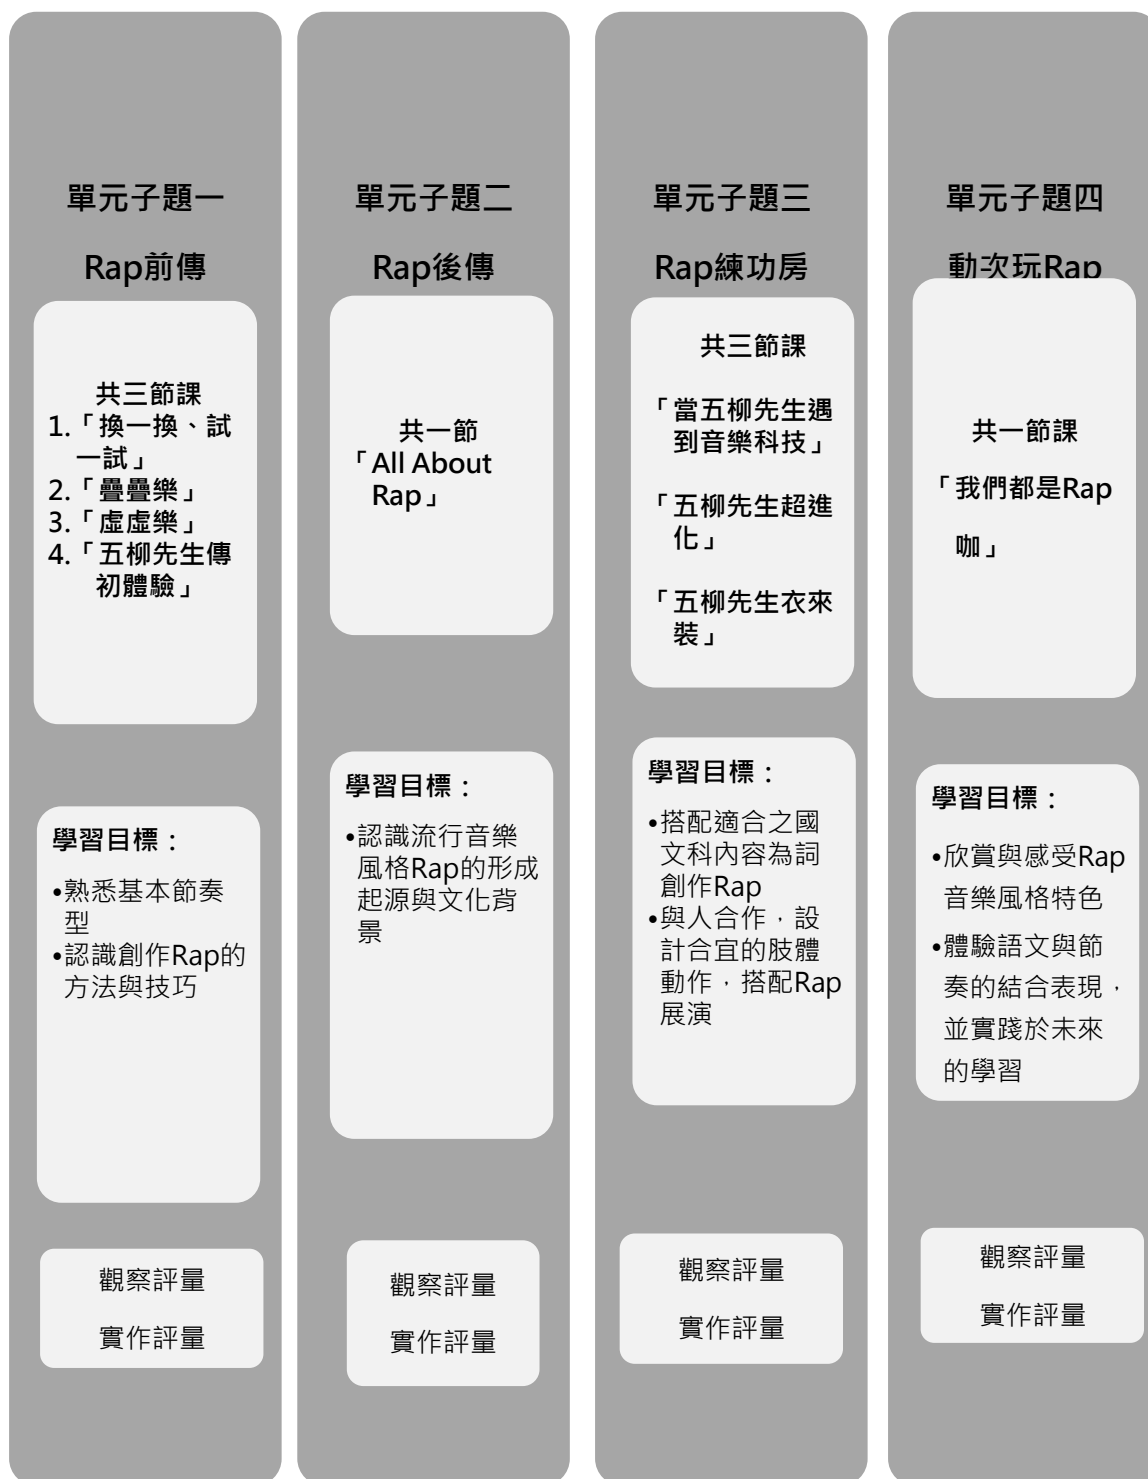 單元子題一
Rap前傳
共三節課
1.「換一換、試
一試」
2.「疊疊樂」
3.「虛虛樂」
4.「五柳先生傳
初體驗」
學習目標：
•熟悉基本節奏
型
•認識創作Rap的
方法與技巧
觀察評量
實作評量
單元子題二
Rap後傳
共一節
「All About
Rap」
學習目標：
•認識流行音樂
風格Rap的形成
起源與文化背
景
觀察評量
實作評量
單元子題三
Rap練功房
共三節課
「當五柳先生遇
到音樂科技」
「五柳先生超進
化」
「五柳先生衣來
裝」
學習目標：
•搭配適合之國
文科內容為詞
創作Rap
•與人合作，設
計合宜的肢體
動作，搭配Rap
展演
觀察評量
實作評量
單元子題四
動次玩Rap
共一節課
「我們都是Rap
咖」
學習目標：
•欣賞與感受Rap
音樂風格特色
•體驗語文與節
奏的結合表現，
並實踐於未來
的學習
觀察評量
實作評量